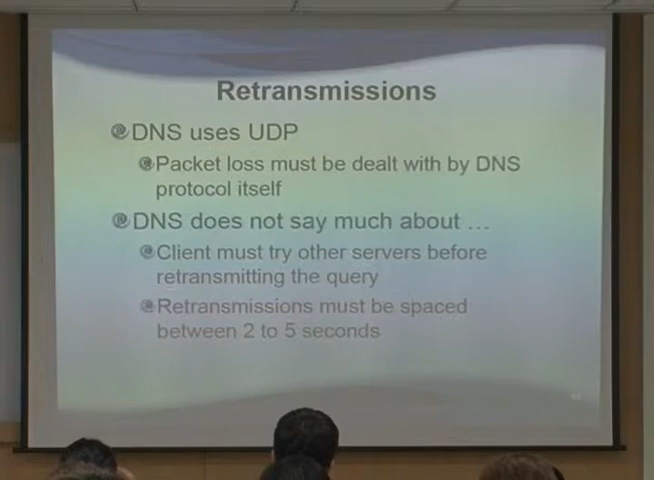 Retransmissions
DNS uses UDP
Packet loss must be dealt with by DNS
protocol itself
DNS does not say much about …
Client must try other servers before
retransmitting the query
Retransmissions must be spaced
between 2 to 5 seconds